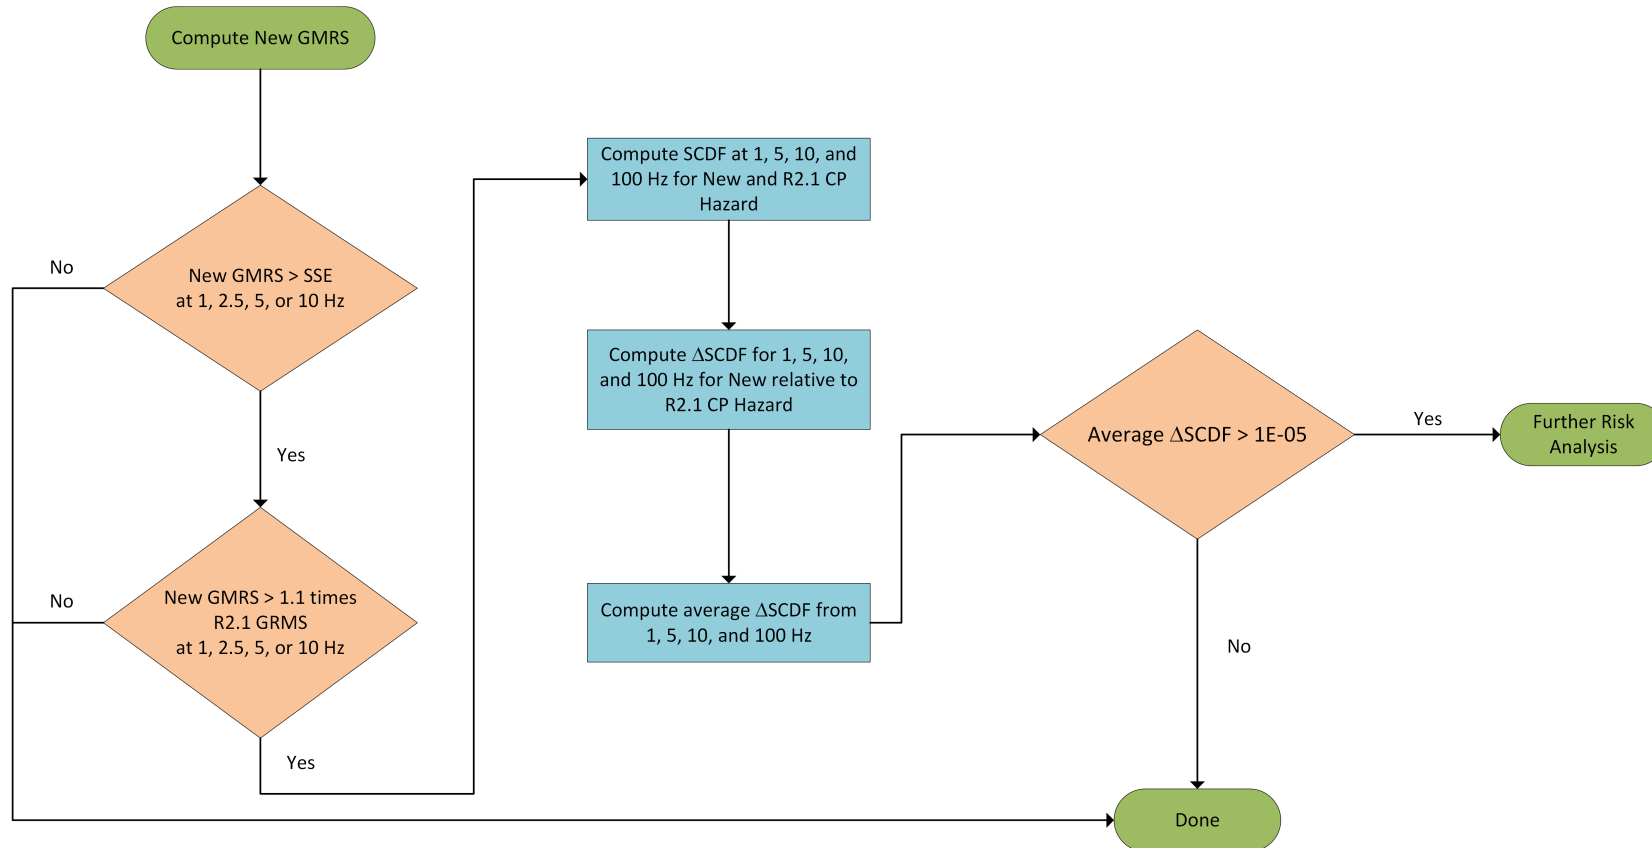 Compute New GMRS
No
New GMRS > SSE
at 1, 2.5, 5, or 10 Hz
Yes
No
New GMRS > 1.1 times
R2.1 GRMS
at 1, 2.5, 5, or 10 Hz
Yes
Compute SCDF at 1, 5, 10, and
100 Hz for New and R2.1 CP
Hazard
Compute ΔSCDF for 1, 5, 10,
and 100 Hz for New relative to
R2.1 CP Hazard
Compute average ΔSCDF from
1, 5, 10, and 100 Hz
Average ΔSCDF > 1E-05
Yes
Further Risk
Analysis
No
Done